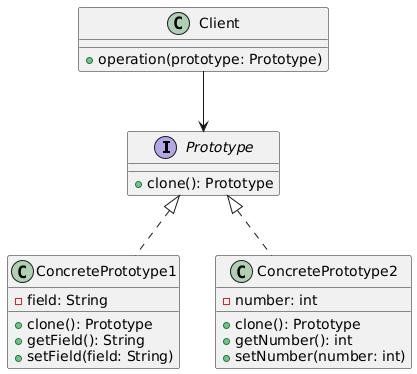 C Client
operation(prototype: Prototype)
I Prototype
clone(): Prototype
C ConcretePrototype1
field: String
clone(): Prototype
getField(): String
setField(field: String)
C ConcretePrototype2
number: int
clone(): Prototype
getNumber(): int
setNumber(number: int)